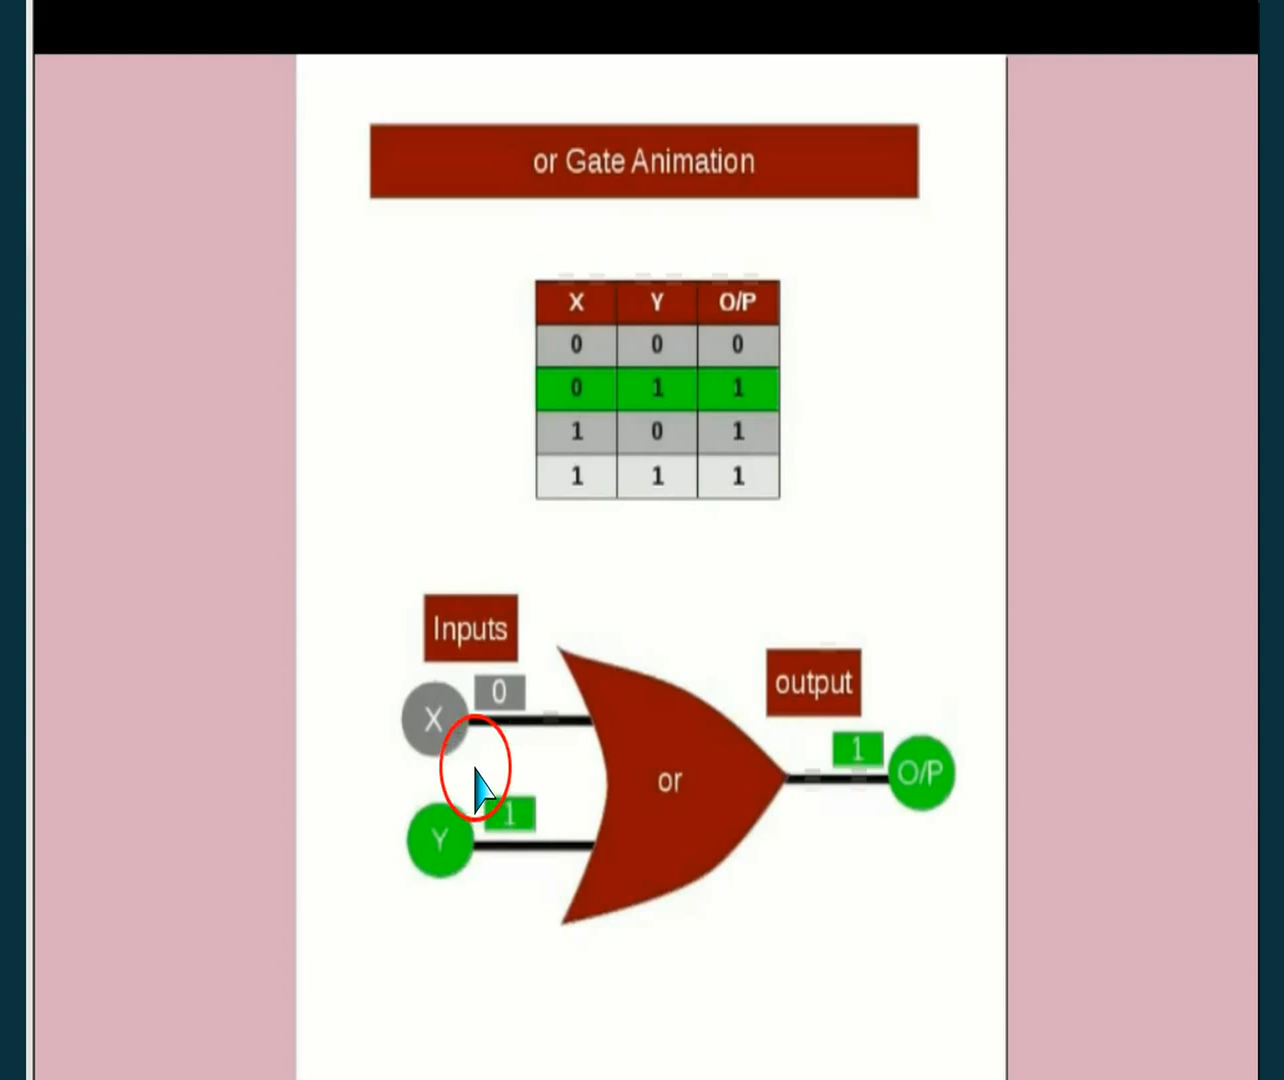 or Gate Animation
X Y O/P
0 0 0
0 1 1
1 0 1
1 1 1
Inputs
output
X 0
1 O/P
or
Y 1